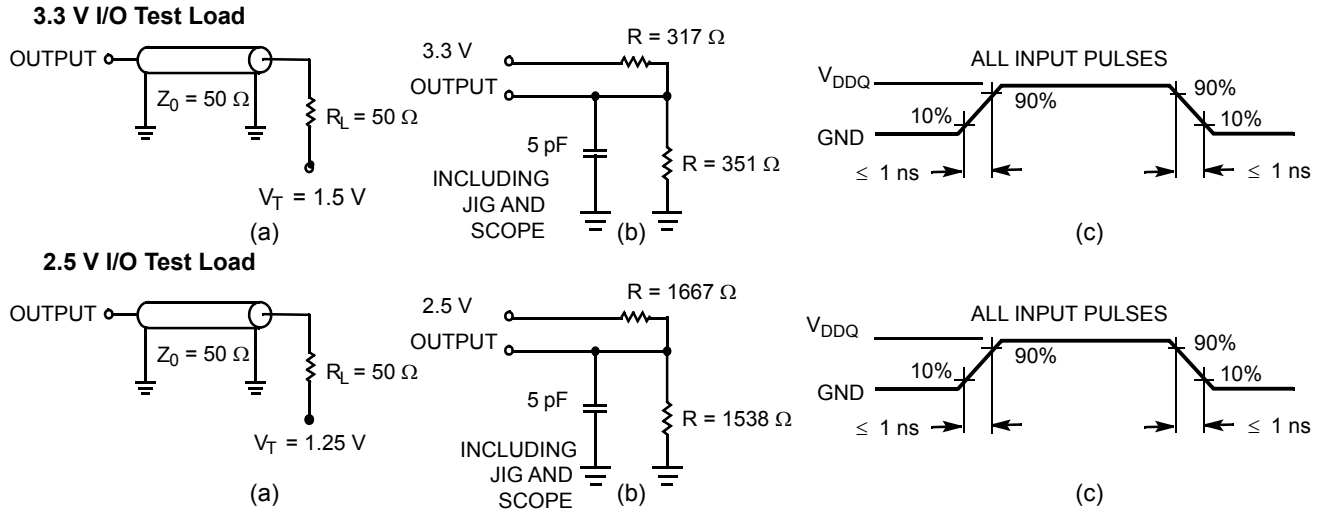 3.3 V I/O Test Load
OUTPUT
Z0 = 50 Ω
RL = 50 Ω
VT = 1.5 V
(a)
3.3 V
OUTPUT
R = 317 Ω
5 pF
INCLUDING
JIG AND
SCOPE
R = 351 Ω
(b)
ALL INPUT PULSES
VDDQ
GND
10%
90%
90%
10%
≤ 1 ns
≤ 1 ns
(c)
2.5 V I/O Test Load
OUTPUT
Z0 = 50 Ω
RL = 50 Ω
VT = 1.25 V
(a)
2.5 V
OUTPUT
R = 1667 Ω
5 pF
INCLUDING
JIG AND
SCOPE
R = 1538 Ω
(b)
ALL INPUT PULSES
VDDQ
GND
10%
90%
90%
10%
≤ 1 ns
≤ 1 ns
(c)